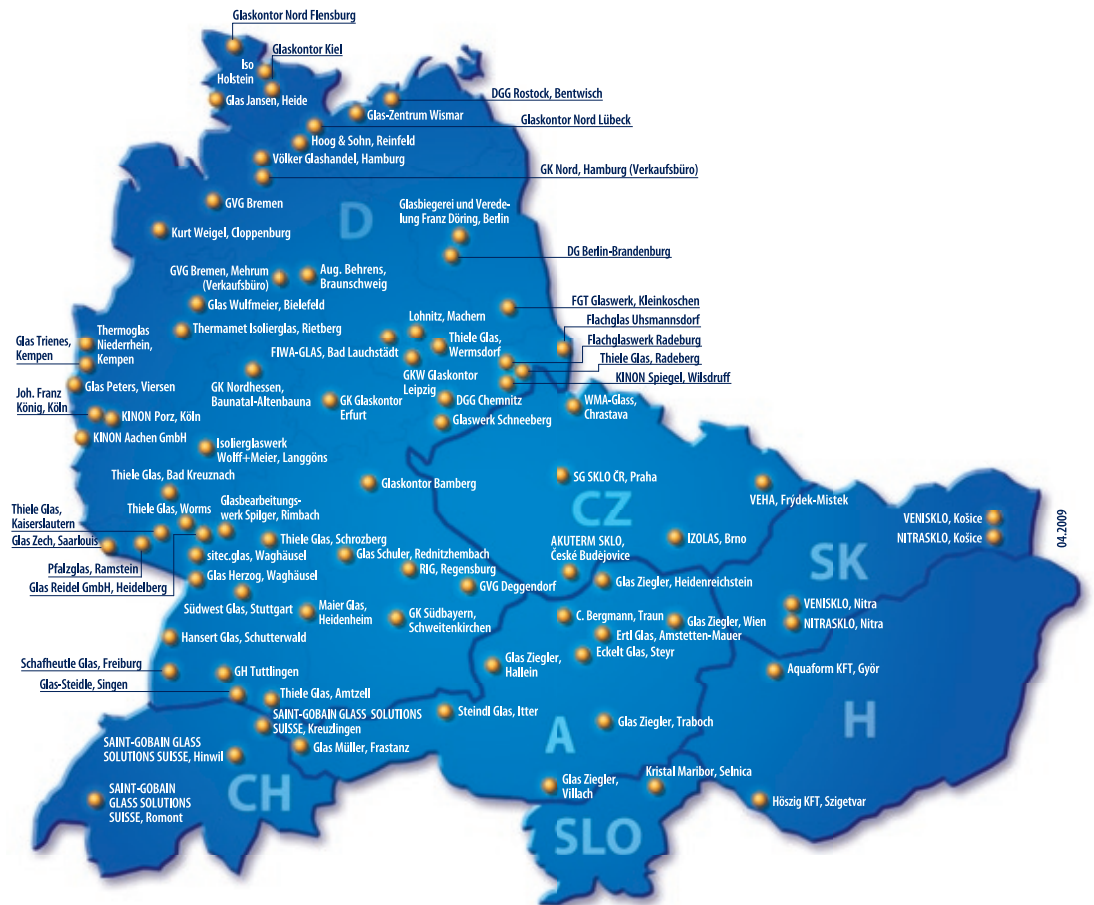 Glaskontor Nord Flensburg
Glaskontor Kiel
Iso
Holstein
Glas Jansen, Heide
DGG Rostock, Bentwisch
Glas-Zentrum Wismar
Glaskontor Nord Lübeck
Hoog & Sohn, Reinfeld
Völker Glashandel, Hamburg
GK Nord, Hamburg (Verkaufsbüro)
GVG Bremen
D
Glasbiegerei und Verede-
lung Franz Döring, Berlin
Kurt Weigel, Cloppenburg
DG Berlin-Brandenburg
GVG Bremen, Mehrum
(Verkaufsbüro)
Aug. Behrens,
Braunschweig
Glas Wulfmeier, Bielefeld
FGT Glaswerk, Kleinkoschen
Lohnitz, Machern
Flachglas Uhsmannsdorf
Thermamet Isolierglas, Rietberg
Thiele Glas,
Wermsdorf
Flachglaswerk Radeburg
Glas Trienes,
Kempen
Thermoglas
Niederrhein,
Kempen
FIWA-GLAS, Bad Lauchstädt
Thiele Glas, Radeberg
GKW Glaskontor
Leipzig
KINON Spiegel, Wilsdruff
Glas Peters, Viersen
GK Nordhessen,
Baunatal-Altenbauna
GK Glaskontor
Erfurt
DGG Chemnitz
WMA-Glass,
Chrastava
Joh. Franz
König, Köln
KINON Porz, Köln
Glaswerk Schneeberg
KINON Aachen GmbH
Isolierglaswerk
Wolff+Meier, Langgöns
Thiele Glas, Bad Kreuznach
Glaskontor Bamberg
SG SKLO ČR, Praha
VEHA, Frýdek-Mistek
Thiele Glas, Worms
Glasbearbeitungs-
werk Spilger, Rimbach
CZ
Thiele Glas,
Kaiserslautern
VENISKLO, Košice
04.2009
Glas Zech, Saarlouis
Thiele Glas, Schrozberg
NITRASKLO, Košice
IZOLAS, Brno
AKUTERM SKLO,
České Budějovice
Pfalzglas, Ramstein
sitec.glas, Waghäusel
Glas Schuler, Rednitzhembach
SK
Glas Reidel GmbH, Heidelberg
RIG, Regensburg
Glas Herzog, Waghäusel
GVG Deggendorf
Glas Ziegler, Heidenreichstein
Südwest Glas, Stuttgart
Maier Glas,
Heidenheim
GK Südbayern,
Schweitenkirchen
VENISKLO, Nitra
C. Bergmann, Traun
Glas Ziegler, Wien
NITRASKLO, Nitra
Hansert Glas, Schutterwald
Ertl Glas, Amstetten-Mauer
Eckelt Glas, Steyr
Schafheutle Glas, Freiburg
GH Tuttlingen
Glas Ziegler,
Hallein
Aquaform KFT, Györ
Glas-Steidle, Singen
Thiele Glas, Amtzell
H
SAINT-GOBAIN GLASS SOLUTIONS
SUISSE, Kreuzlingen
Steindl Glas, Itter
Glas Ziegler, Traboch
A
SAINT-GOBAIN GLASS
SOLUTIONS SUISSE, Hinwil
Glas Müller, Frastanz
Kristal Maribor, Selnica
Glas Ziegler,
Villach
SAINT-GOBAIN
GLASS SOLUTIONS
SUISSE, Romont
CH
Höszig KFT, Szigetvar
SLO